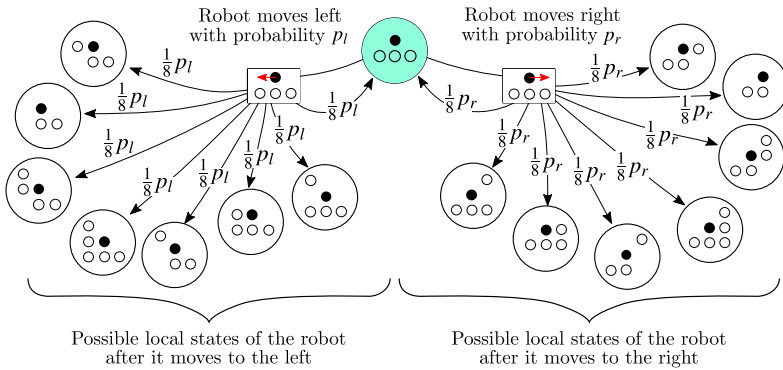 Robot moves left
with probability p_l
Robot moves right
with probability p_r
1/8 p_l
1/8 p_l
1/8 p_l
1/8 p_l
1/8 p_l
1/8 p_l
1/8 p_l
1/8 p_l
1/8 p_r
1/8 p_r
1/8 p_r
1/8 p_r
1/8 p_r
1/8 p_r
1/8 p_r
1/8 p_r
Possible local states of the robot
after it moves to the left
Possible local states of the robot
after it moves to the right